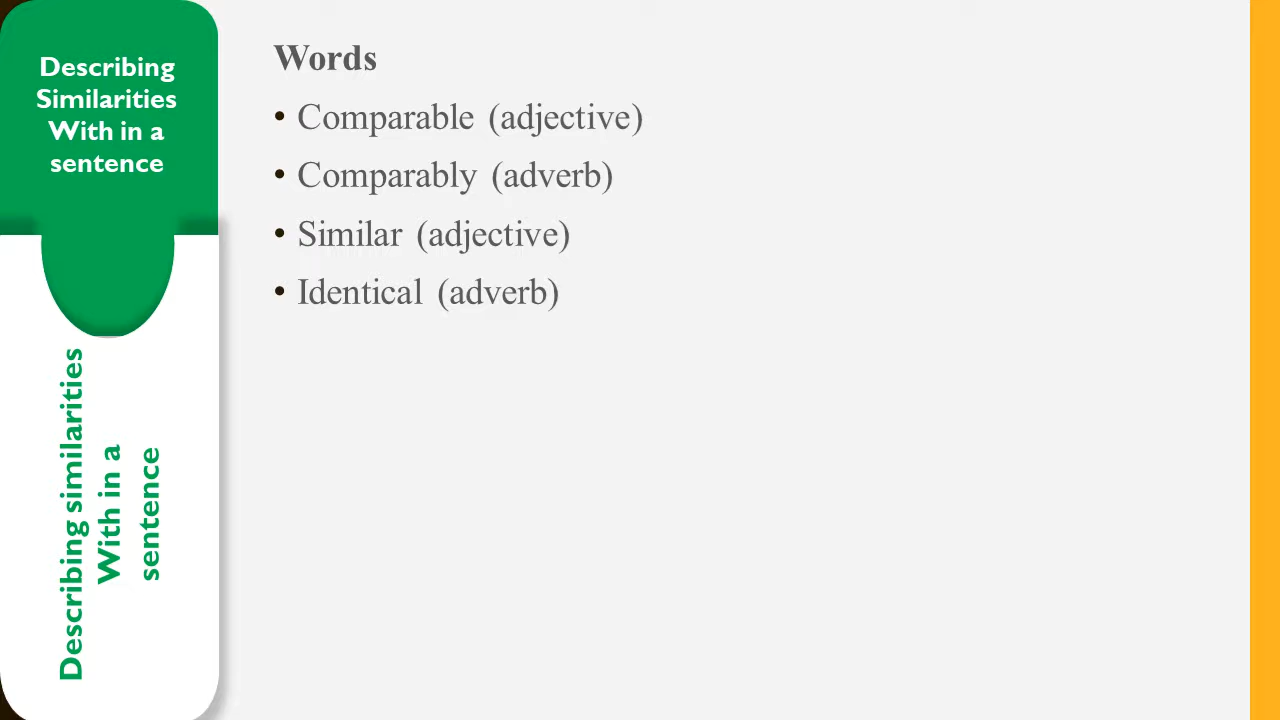 Describing
Similarities
With in a
sentence
Describing similarities
With in a
sentence
Words
• Comparable (adjective)
• Comparably (adverb)
• Similar (adjective)
• Identical (adverb)